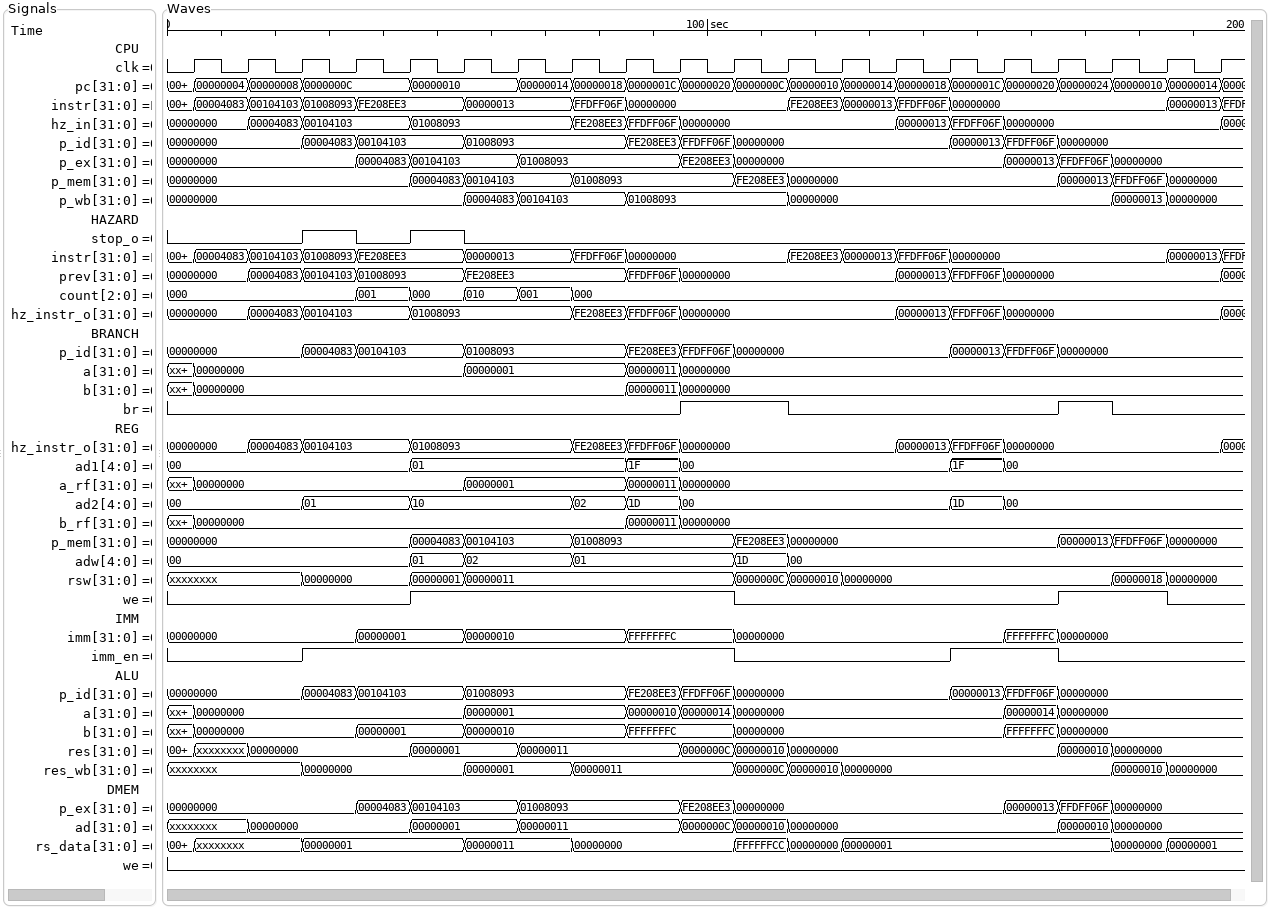 Signals Waves
Time 0 100 sec 200
CPU
clk =
pc[31:0] = 00+ 00000004 00000008 0000000C 00000010 00000014 00000018 0000001C 00000020 0000000C 00000010 00000014 00000018 0000001C 00000020 00000024 00000010 00000014 0000
instr[31:0] = 00+ 00004083 00104103 01008093 FE208EE3 00000013 FFDFF06F 00000000 FE208EE3 00000013 FFDFF06F 00000000 00000013 FFDF
hz_in[31:0] = 00000000 00004083 00104103 01008093 FE208EE3 FFDFF06F 00000000 00000013 FFDFF06F 00000000 0000
p_id[31:0] = 00000000 00004083 00104103 01008093 FE208EE3 FFDFF06F 00000000 00000013 FFDFF06F 00000000
p_ex[31:0] = 00000000 00004083 00104103 01008093 FE208EE3 00000000 00000013 FFDFF06F 00000000
p_mem[31:0] = 00000000 00004083 00104103 01008093 FE208EE3 00000000 00000013 FFDFF06F 00000000
p_wb[31:0] = 00000000 00004083 00104103 01008093 00000000 00000013 00000000
HAZARD
stop_o =
instr[31:0] = 00+ 00004083 00104103 01008093 FE208EE3 00000013 FFDFF06F 00000000 FE208EE3 00000013 FFDFF06F 00000000 00000013 FFDF
prev[31:0] = 00000000 00004083 00104103 01008093 FE208EE3 FFDFF06F 00000000 00000013 FFDFF06F 00000000 0000
count[2:0] = 000 001 000 010 001 000
hz_instr_o[31:0] = 00000000 00004083 00104103 01008093 FE208EE3 FFDFF06F 00000000 00000013 FFDFF06F 00000000 0000
BRANCH
p_id[31:0] = 00000000 00004083 00104103 01008093 FE208EE3 FFDFF06F 00000000 00000013 FFDFF06F 00000000
a[31:0] = xx+ 00000000 00000001 00000011 00000000
b[31:0] = xx+ 00000000 00000011 00000000
br =
REG
hz_instr_o[31:0] = 00000000 00004083 00104103 01008093 FE208EE3 FFDFF06F 00000000 00000013 FFDFF06F 00000000 0000
ad1[4:0] = 00 01 1F 00 1F 00
a_rf[31:0] = xx+ 00000000 00000001 00000011 00000000
ad2[4:0] = 00 01 10 02 1D 00 1D 00
b_rf[31:0] = xx+ 00000000 00000011 00000000
p_mem[31:0] = 00000000 00004083 00104103 01008093 FE208EE3 00000000 00000013 FFDFF06F 00000000
adw[4:0] = 00 01 02 01 1D 00
rsw[31:0] = xxxxxxxx 00000000 00000001 00000011 0000000C 00000010 00000000 00000018 00000000
we =
IMM
imm[31:0] = 00000000 00000001 00000010 FFFFFFFC 00000000 FFFFFFFC 00000000
imm_en =
ALU
p_id[31:0] = 00000000 00004083 00104103 01008093 FE208EE3 FFDFF06F 00000000 00000013 FFDFF06F 00000000
a[31:0] = xx+ 00000000 00000001 00000010 00000014 00000000 00000014 00000000
b[31:0] = xx+ 00000000 00000001 00000010 FFFFFFFC 00000000 FFFFFFFC 00000000
res[31:0] = 00+ xxxxxxxx 00000000 00000001 00000011 0000000C 00000010 00000000 00000010 00000000
res_wb[31:0] = xxxxxxxx 00000000 00000001 00000011 0000000C 00000010 00000000 00000010 00000000
DMEM
p_ex[31:0] = 00000000 00004083 00104103 01008093 FE208EE3 00000000 00000013 FFDFF06F 00000000
ad[31:0] = xxxxxxxx 00000000 00000001 00000011 0000000C 00000010 00000000 00000010 00000000
rs_data[31:0] = 00+ xxxxxxxx 00000001 00000011 00000000 FFFFFFCC 00000000 00000001 00000000 00000001
we =